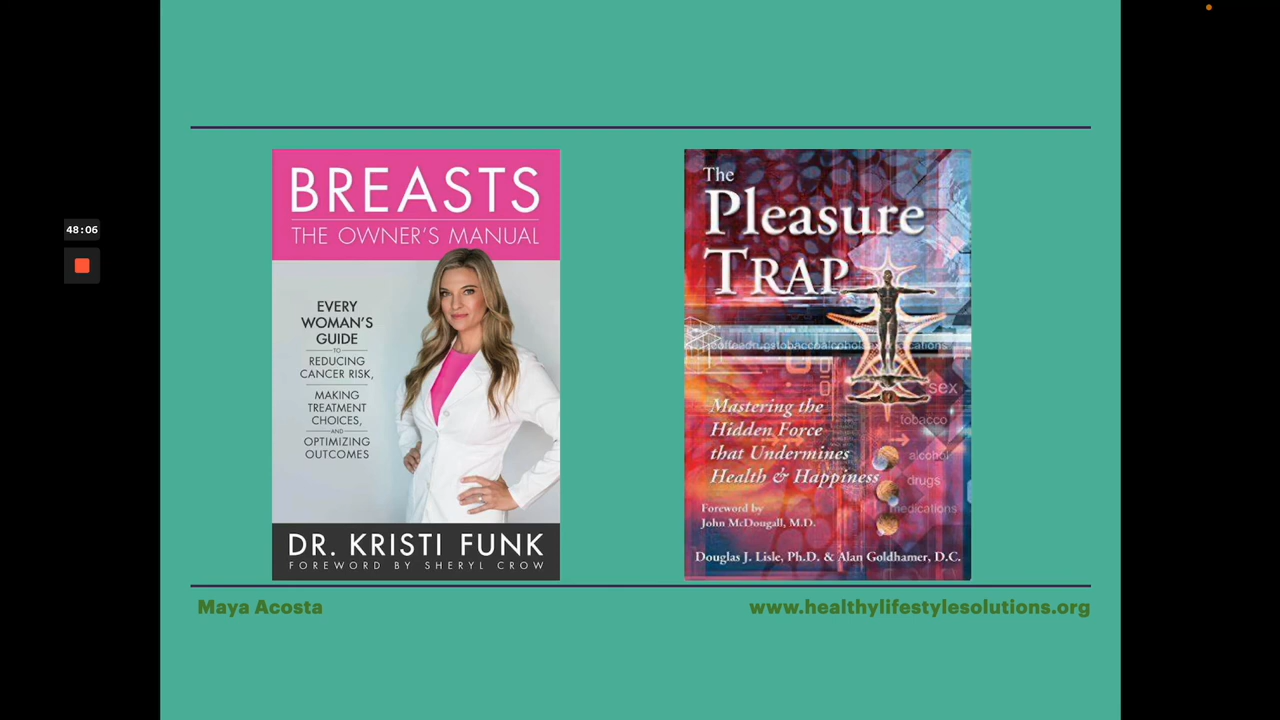 48:06
BREASTS
THE OWNER'S MANUAL
EVERY
WOMAN'S
GUIDE
TO
REDUCING
CANCER RISK,
MAKING
TREATMENT
CHOICES,
AND
OPTIMIZING
OUTCOMES
DR. KRISTI FUNK
FOREWORD BY SHERYL CROW
The
Pleasure
TRAP
sex
tobacco
alcohol
drugs
medications
Mastering the
Hidden Force
that Undermines
Health & Happiness
Foreword by
John McDougall, M.D.
Douglas J. Lisle, Ph.D. & Alan Goldhamer, D.C.
Maya Acosta
www.healthylifestylesolutions.org